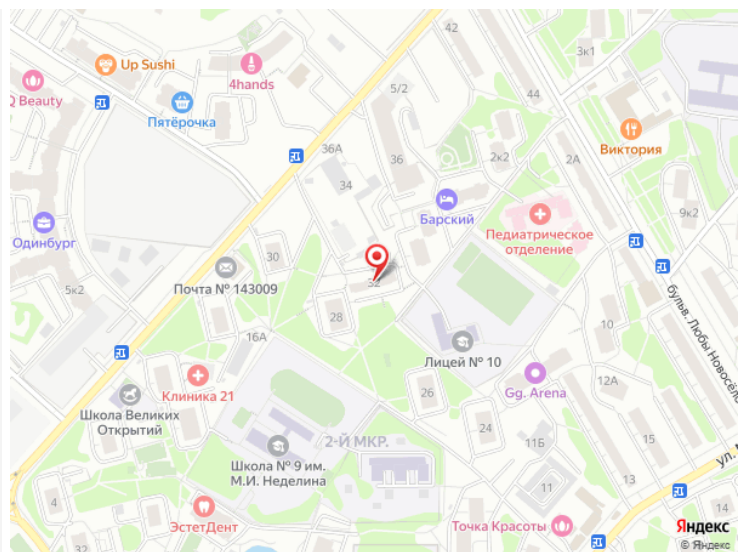 42
3к1
Up Sushi
4hands
Q Beauty
5/2
44
Пятёрочка
Виктория
36А
36
2к2
2А
34
Барский
9к2
Педиатрическое
отделение
Одинбург
30
5к2
Почта № 143009
32
бульв. Любы Новосёло
28
10
16А
Лицей № 10
Клиника 21
26
Gg. Arena
12А
Школа Великих
Открытий
24
2-Й МКР.
11Б
15
Школа № 9 им.
М.И. Неделина
13
ул. М
4
11
14
ЭстетДент
Точка Красоты
32
Яндекс
© Яндекс